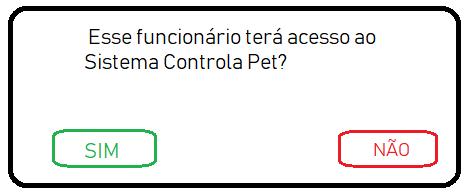 Esse funcionário terá acesso ao
Sistema Controla Pet?
SIM
NÃO